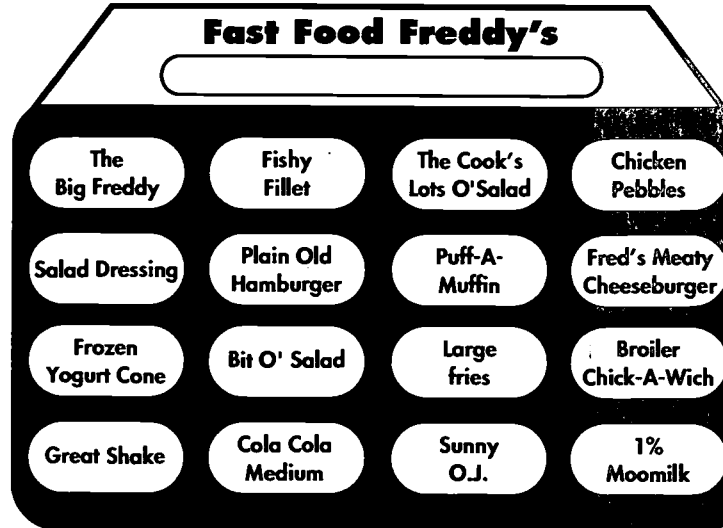 Fast Food Freddy's
The
Big Freddy
Fishy
Fillet
The Cook's
Lots O'Salad
Chicken
Pebbles
Salad Dressing
Plain Old
Hamburger
Puff-A-
Muffin
Fred's Meaty
Cheeseburger
Frozen
Yogurt Cone
Bit O' Salad
Large
fries
Broiler
Chick-A-Wich
Great Shake
Cola Cola
Medium
Sunny
O.J.
1%
Moomilk